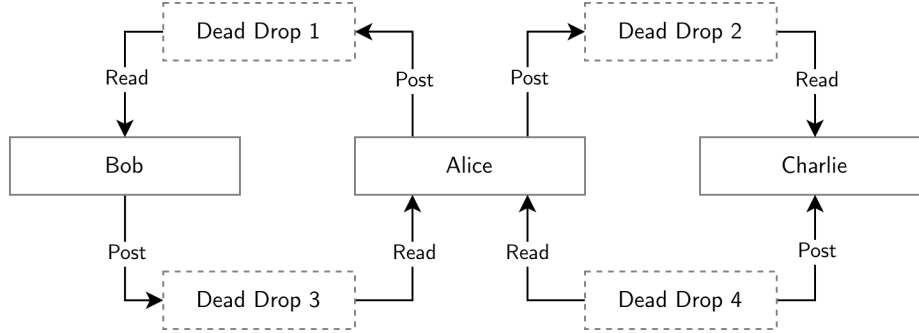 Dead Drop 1
Dead Drop 2
Read
Post
Post
Read
Bob
Alice
Charlie
Post
Read
Read
Post
Dead Drop 3
Dead Drop 4